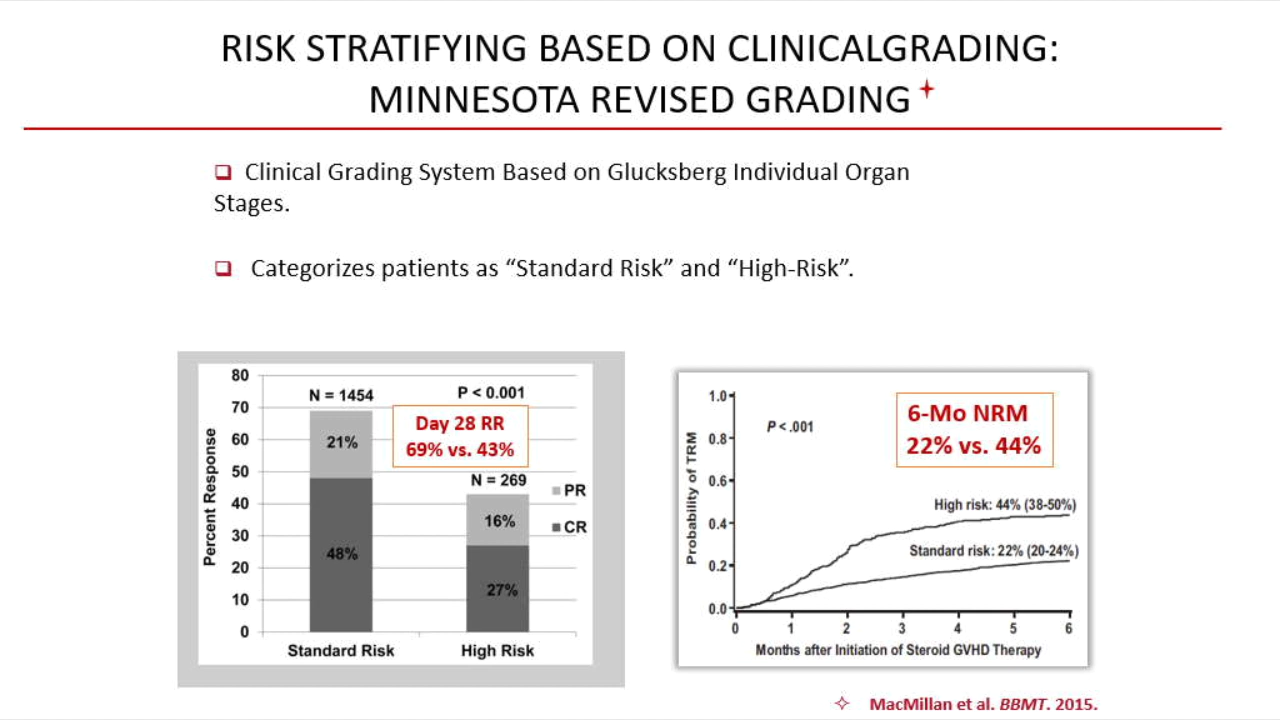 RISK STRATIFYING BASED ON CLINICALGRADING:
MINNESOTA REVISED GRADING
Clinical Grading System Based on Glucksberg Individual Organ
Stages.
Categorizes patients as “Standard Risk” and “High-Risk”.
80
70
60
50
40
30
20
10
0
Percent Response
N = 1454
P < 0.001
Day 28 RR
69% vs. 43%
21%
48%
N = 269
16%
27%
PR
CR
Standard Risk
High Risk
1.0
0.8
0.6
0.4
0.2
0.0
Probability of TRM
P < .001
6-Mo NRM
22% vs. 44%
High risk: 44% (38-50%)
Standard risk: 22% (20-24%)
0 1 2 3 4 5 6
Months after Initiation of Steroid GVHD Therapy
MacMillan et al. BBMT. 2015.